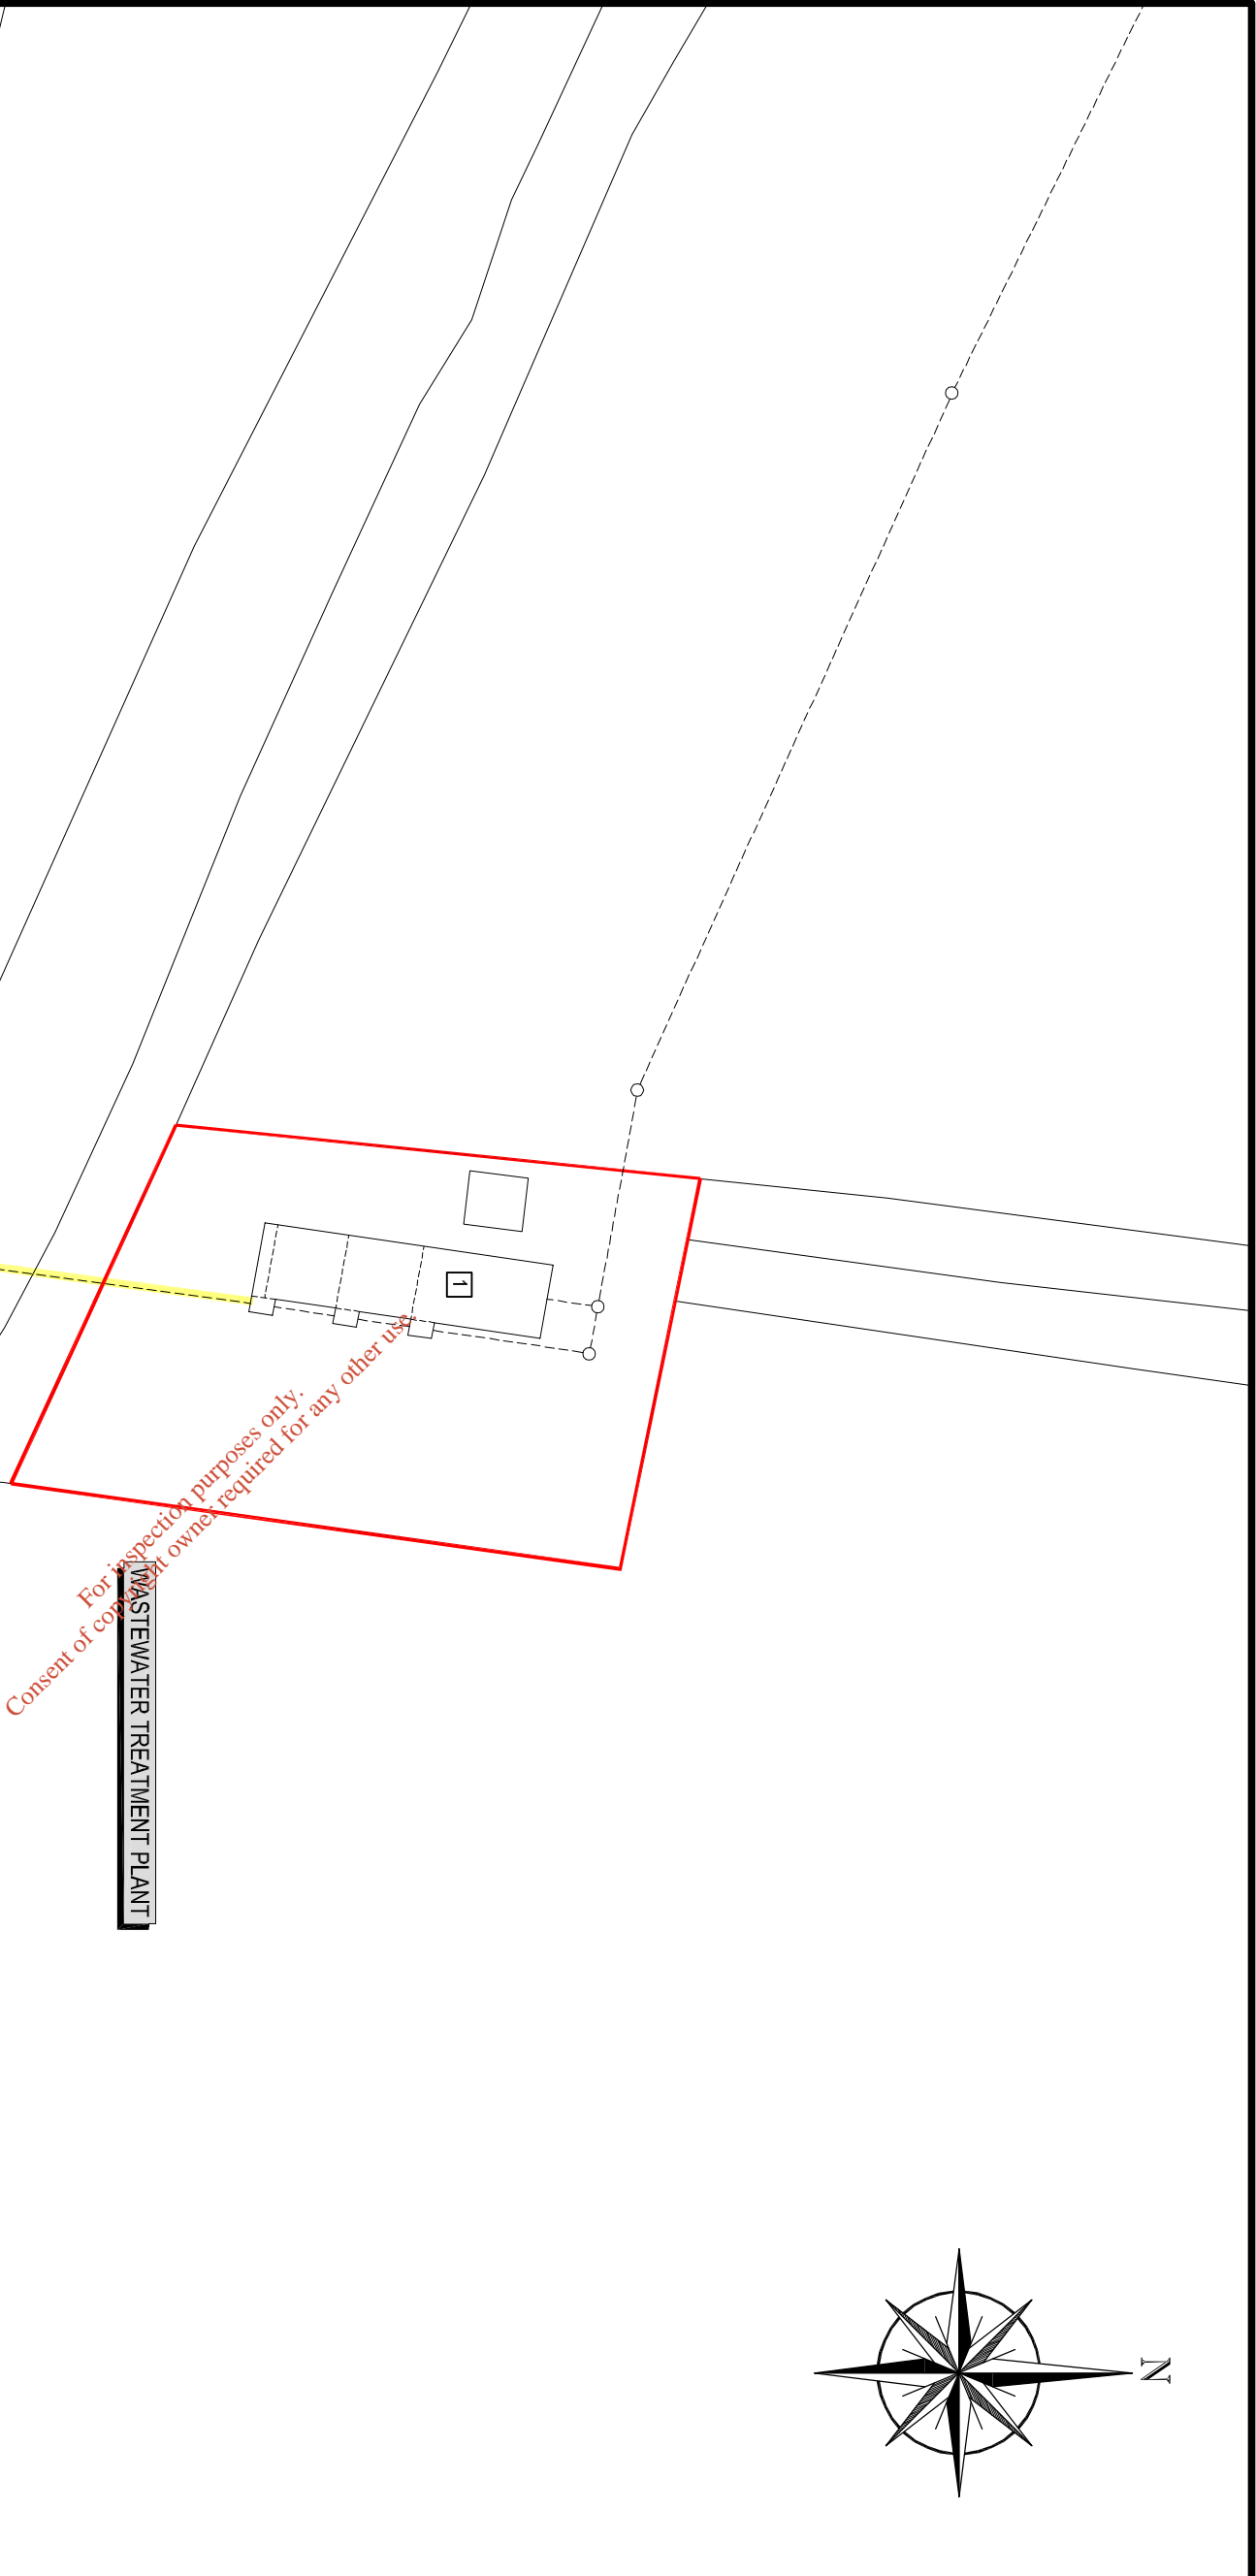 1
For inspection purposes only.
Consent of copyright owner required for any other use.
WASTEWATER TREATMENT PLANT
N